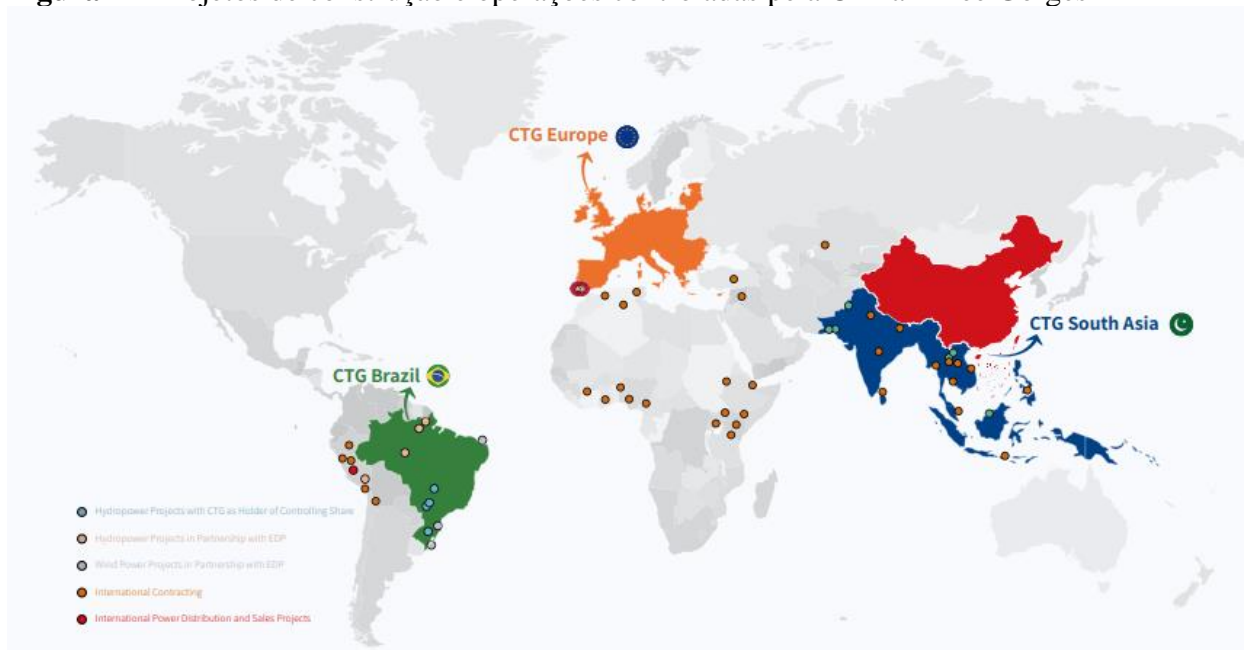 CTG Europe
CTG South Asia
CTG Brazil
Hydropower Projects with CTG as Holder of Controlling Share
Hydropower Projects in Partnership with EDP
Wind Power Projects in Partnership with EDP
International Contracting
International Power Distribution and Sales Projects